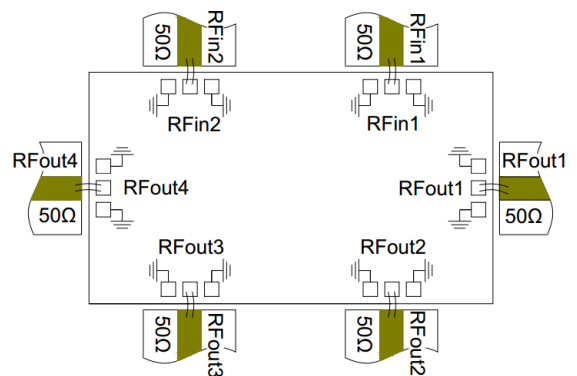 50Ω
RFin2
50Ω
RFin1
RFin2
RFin1
RFout4
RFout4
50Ω
RFout1
RFout1
50Ω
RFout3
RFout2
50Ω
RFout3
50Ω
RFout2